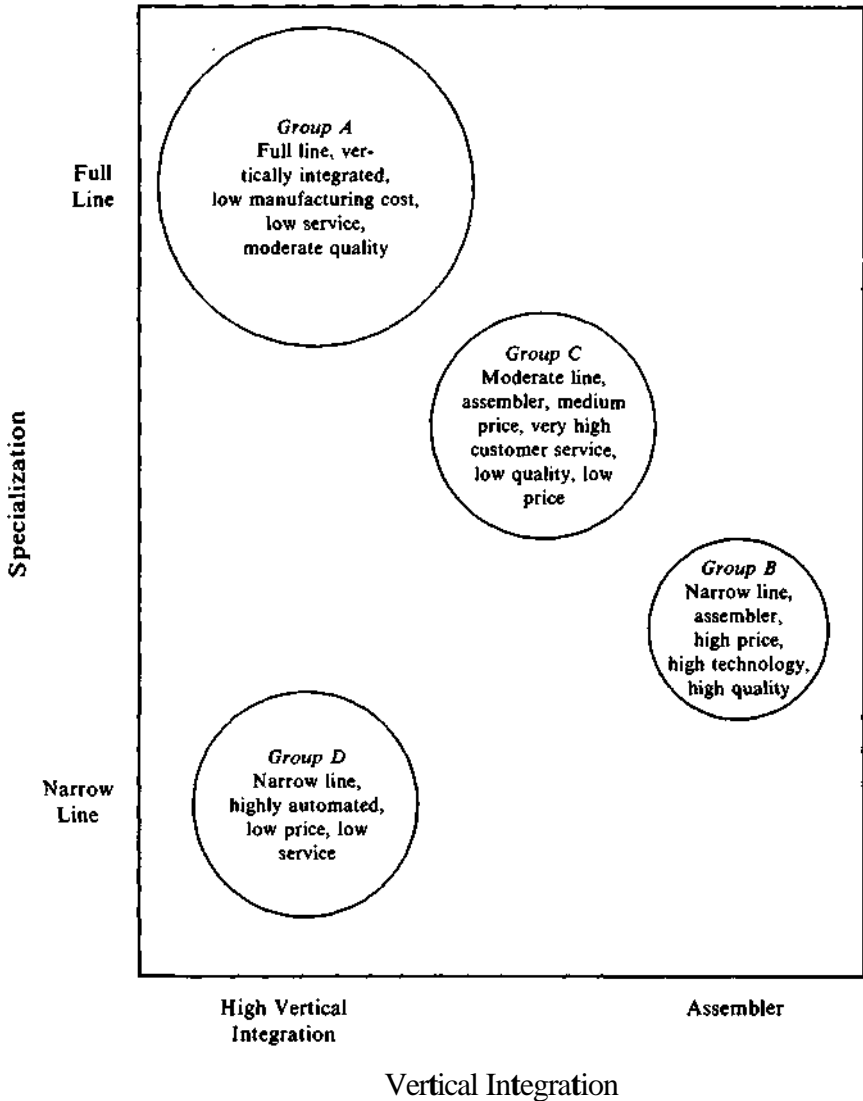 Group A
Full line, ver-
tically integrated,
low manufacturing cost,
low service,
moderate quality
Full
Line
Group C
Moderate line,
assembler, medium
price, very high
customer service,
low quality, low
price
Specialization
Group B
Narrow line,
assembler,
high price,
high technology,
high quality
Group D
Narrow line,
highly automated,
low price, low
service
Narrow
Line
High Vertical
Integration
Assembler
Vertical Integration